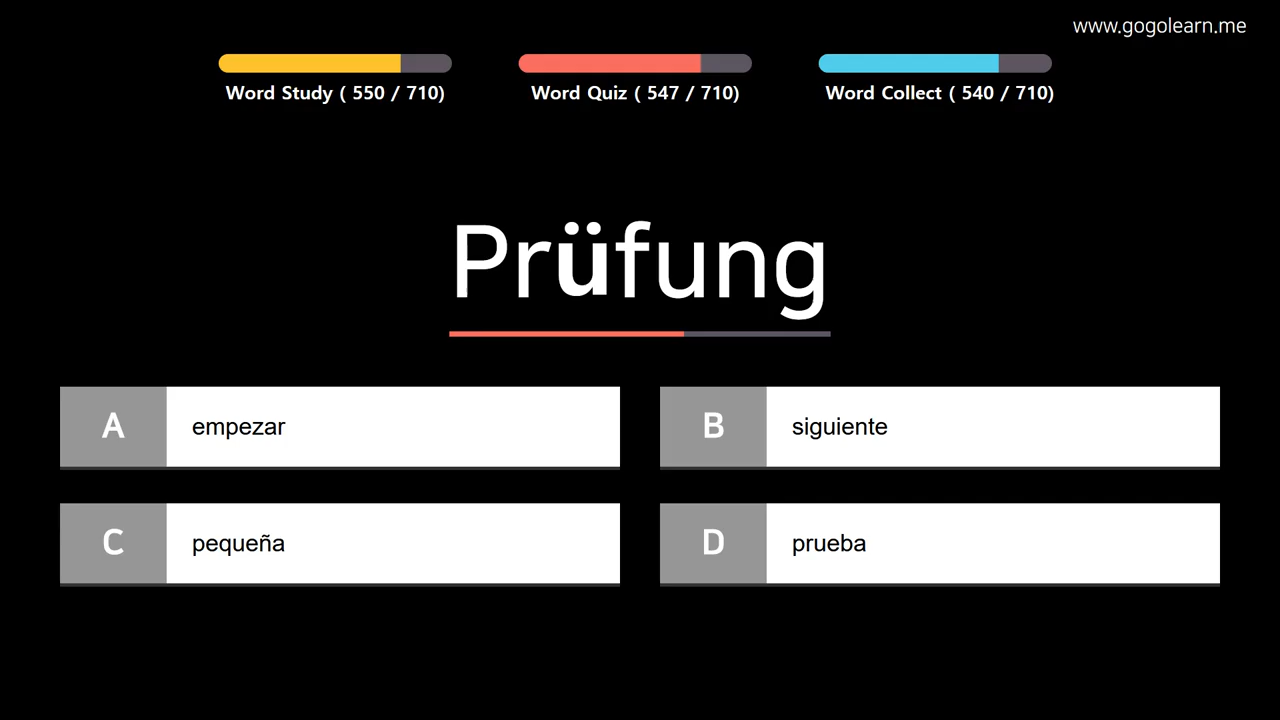 www.gogolearn.me
Word Study ( 550 / 710)
Word Quiz ( 547 / 710)
Word Collect ( 540 / 710)
Prüfung
A
empezar
B
siguiente
C
pequeña
D
prueba